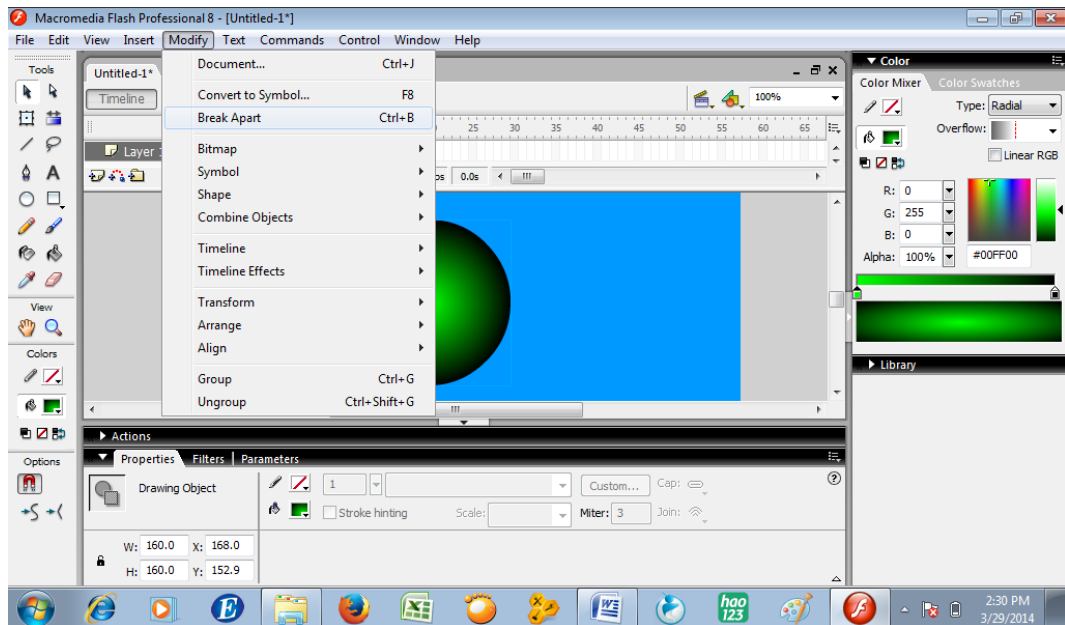 Macromedia Flash Professional 8 - [Untitled-1*]
File Edit View Insert Modify Text Commands Control Window Help
Tools
View
Colors
Options
Untitled-1*
Timeline
100%
25 30 35 40 45 50 55 60 65
Layer
0.0s
Document... Ctrl+J
Convert to Symbol... F8
Break Apart Ctrl+B
Bitmap
Symbol
Shape
Combine Objects
Timeline
Timeline Effects
Transform
Arrange
Align
Group Ctrl+G
Ungroup Ctrl+Shift+G
Color
Color Mixer Color Swatches
Type: Radial
Overflow:
Linear RGB
R: 0
G: 255
B: 0
Alpha: 100% #00FF00
Library
Actions
Properties Filters Parameters
Drawing Object
1 Custom... Cap:
Stroke hinting Scale: Miter: 3 Join:
W: 160.0 X: 168.0
H: 160.0 Y: 152.9
hao
123
2:30 PM
3/29/2014